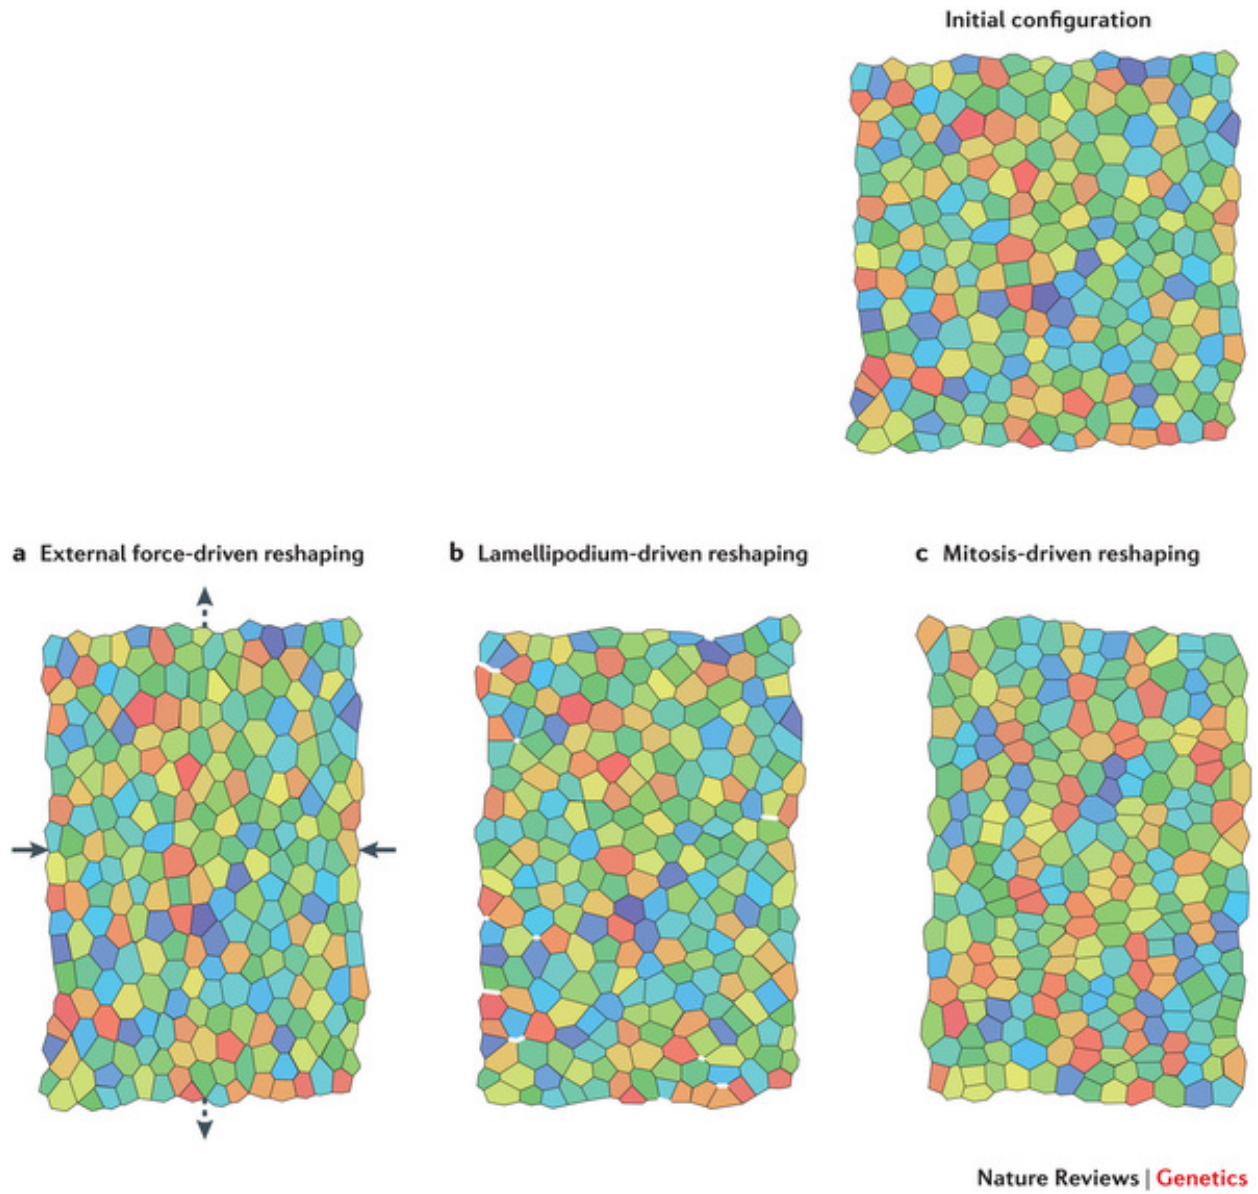 Initial configuration
a External force-driven reshaping
b Lamellipodium-driven reshaping
c Mitosis-driven reshaping
Nature Reviews | Genetics